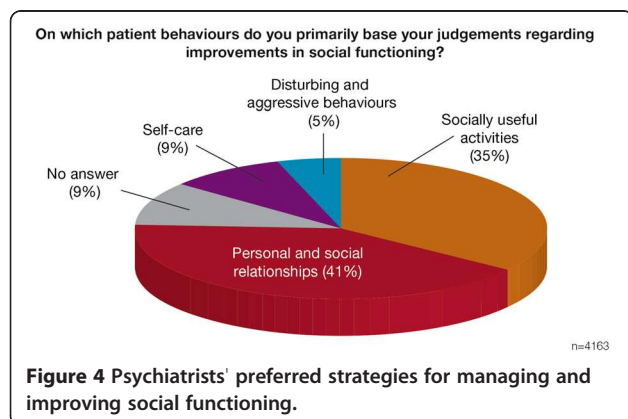 On which patient behaviours do you primarily base your judgements regarding
improvements in social functioning?
Disturbing and
aggressive behaviours
(5%)
Socially useful
activities
(35%)
Self-care
(9%)
No answer
(9%)
Personal and social
relationships (41%)
n=4163
Figure 4 Psychiatrists' preferred strategies for managing and
improving social functioning.